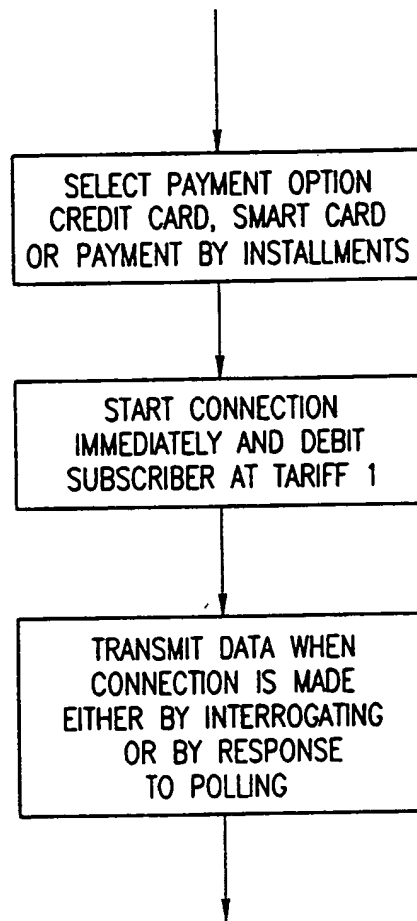 SELECT PAYMENT OPTION
CREDIT CARD, SMART CARD
OR PAYMENT BY INSTALLMENTS
START CONNECTION
IMMEDIATELY AND DEBIT
SUBSCRIBER AT TARIFF 1
TRANSMIT DATA WHEN
CONNECTION IS MADE
EITHER BY INTERROGATING
OR BY RESPONSE
TO POLLING